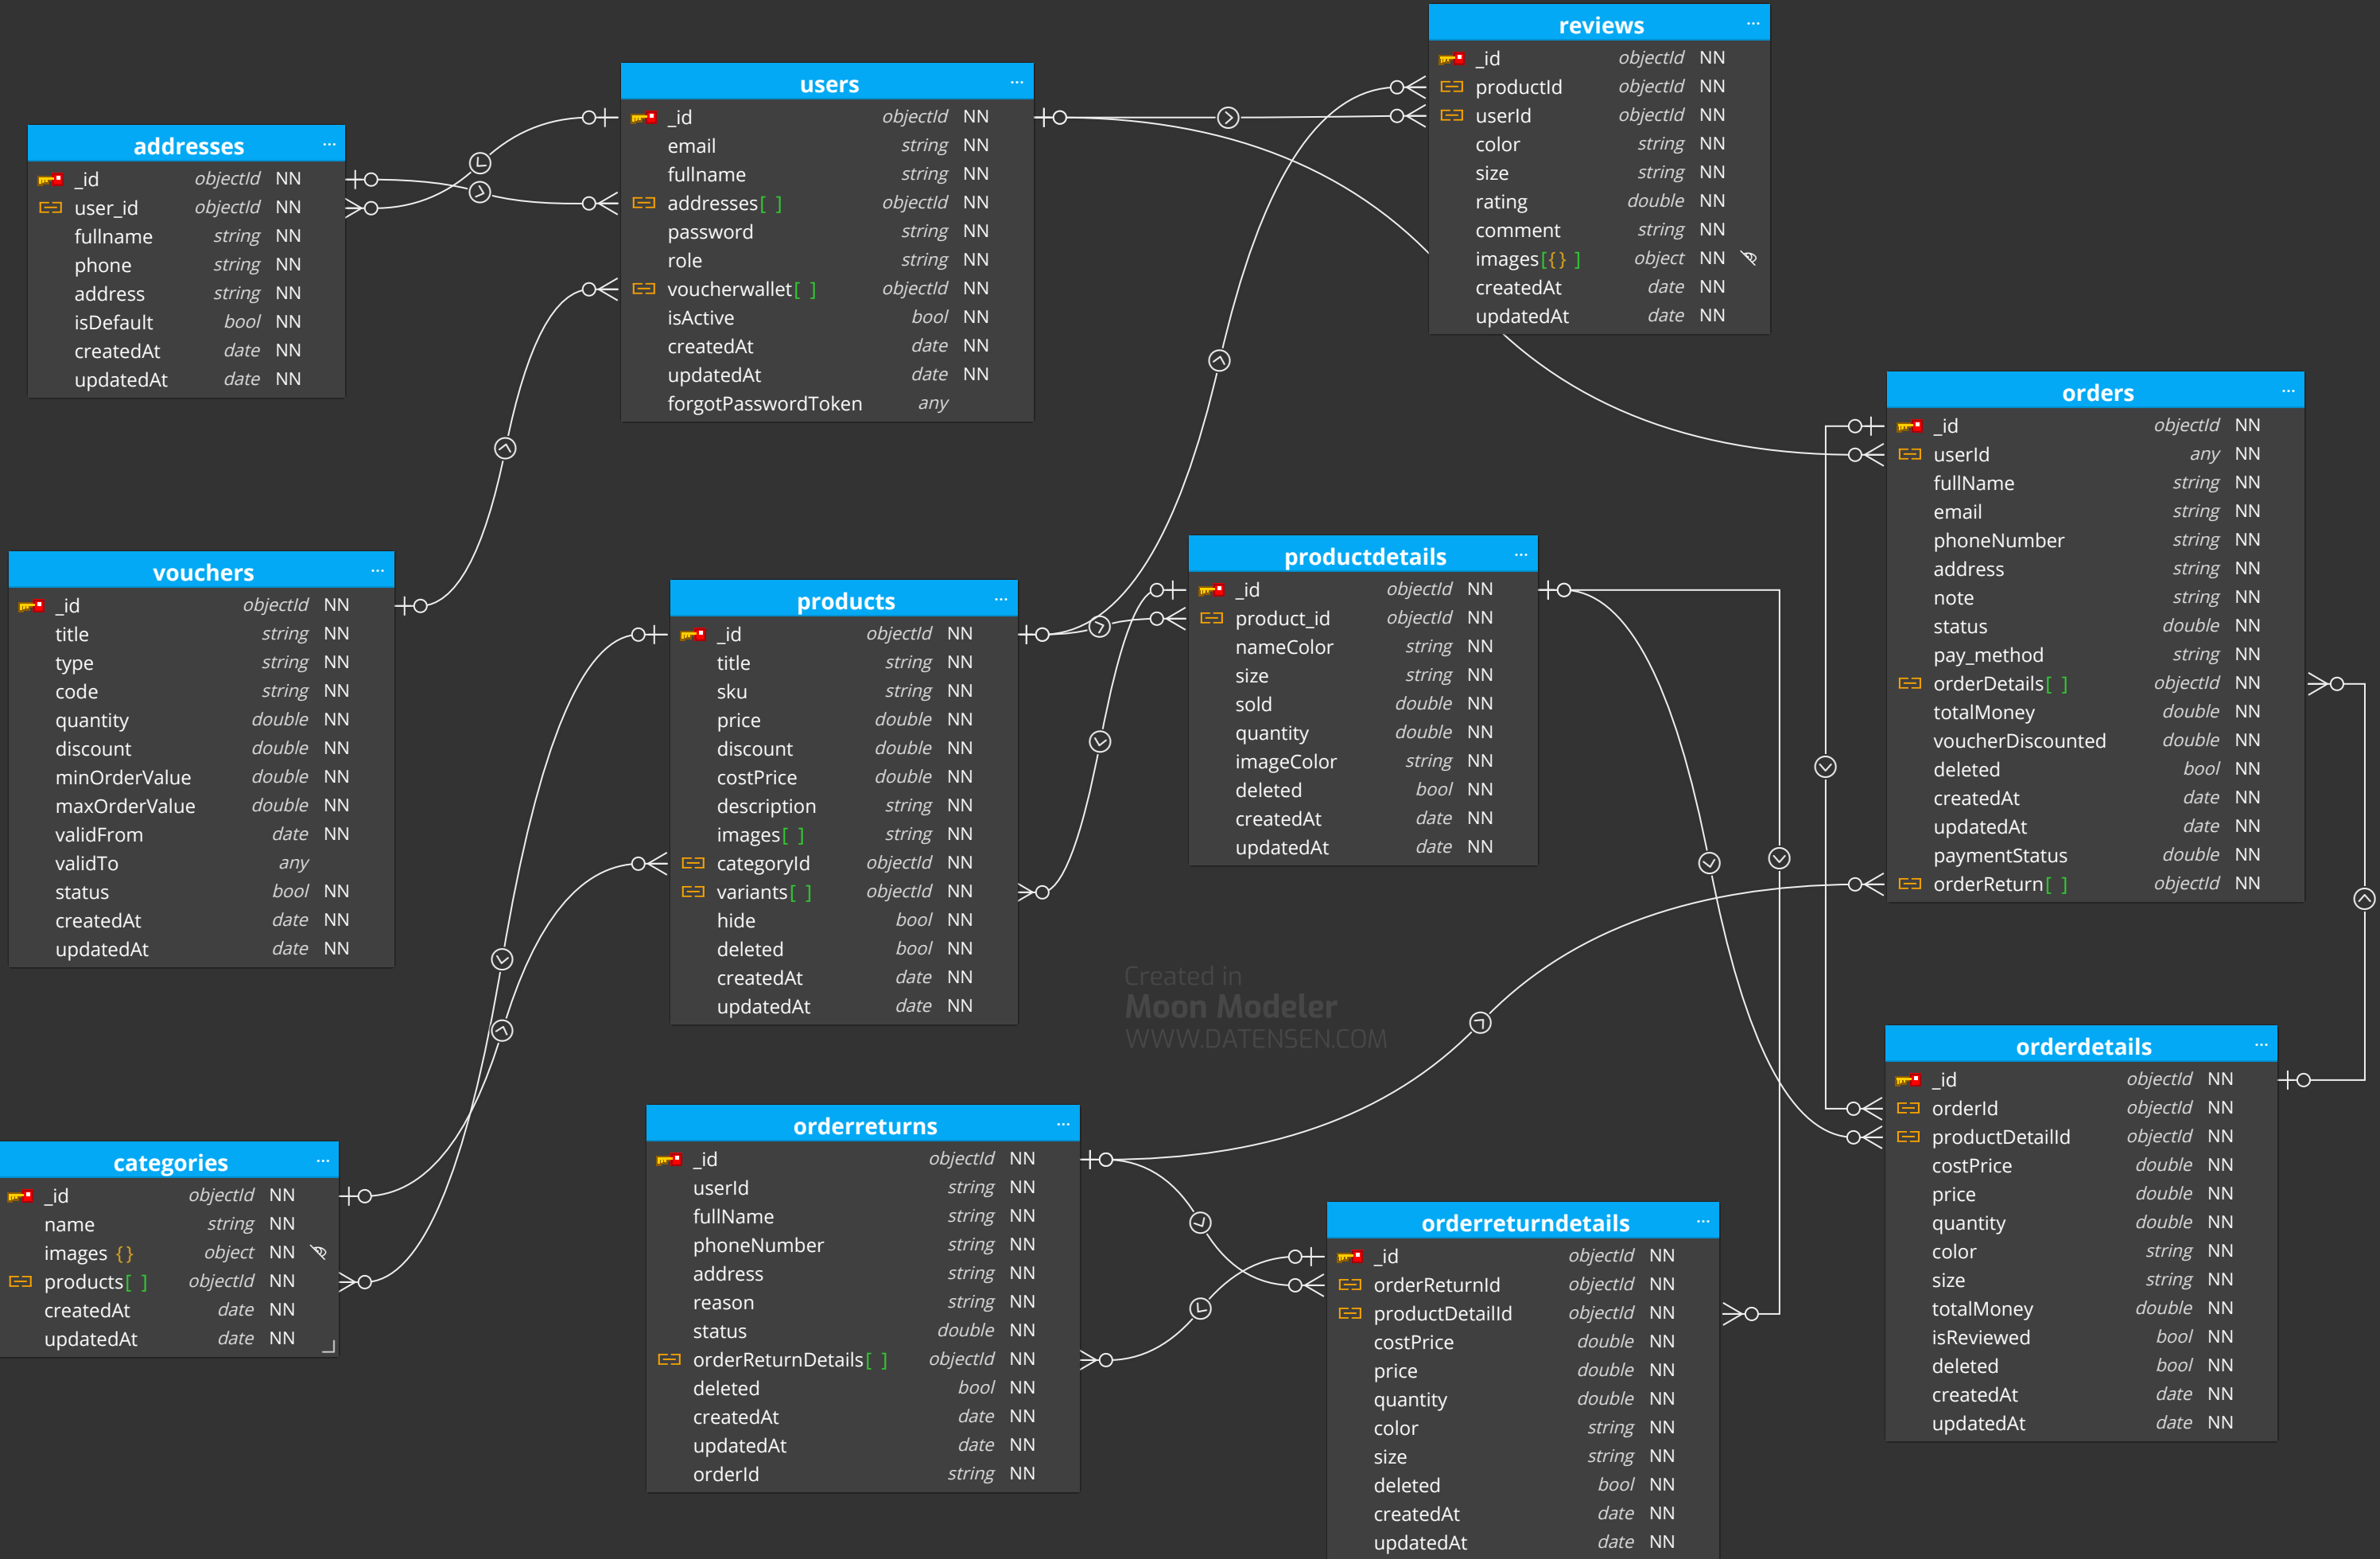 reviews ...
_id objectId NN
productId objectId NN
userId objectId NN
color string NN
size string NN
rating double NN
comment string NN
images[{} ] object NN
createdAt date NN
updatedAt date NN
users ...
_id objectId NN
email string NN
fullname string NN
addresses[ ] objectId NN
password string NN
role string NN
voucherwallet[ ] objectId NN
isActive bool NN
createdAt date NN
updatedAt date NN
forgotPasswordToken any
addresses ...
_id objectId NN
user_id objectId NN
fullname string NN
phone string NN
address string NN
isDefault bool NN
createdAt date NN
updatedAt date NN
orders ...
_id objectId NN
userId any NN
fullName string NN
email string NN
phoneNumber string NN
address string NN
note string NN
status double NN
pay_method string NN
orderDetails[ ] objectId NN
totalMoney double NN
voucherDiscounted double NN
deleted bool NN
createdAt date NN
updatedAt date NN
paymentStatus double NN
orderReturn[ ] objectId NN
vouchers ...
_id objectId NN
title string NN
type string NN
code string NN
quantity double NN
discount double NN
minOrderValue double NN
maxOrderValue double NN
validFrom date NN
validTo any
status bool NN
createdAt date NN
updatedAt date NN
products ...
_id objectId NN
title string NN
sku string NN
price double NN
discount double NN
costPrice double NN
description string NN
images[ ] string NN
categoryId objectId NN
variants[ ] objectId NN
hide bool NN
deleted bool NN
createdAt date NN
updatedAt date NN
productdetails ...
_id objectId NN
product_id objectId NN
nameColor string NN
size string NN
sold double NN
quantity double NN
imageColor string NN
deleted bool NN
createdAt date NN
updatedAt date NN
Created in
Moon Modeler
WWW.DATENSEN.COM
categories ...
_id objectId NN
name string NN
images {} object NN
products[ ] objectId NN
createdAt date NN
updatedAt date NN
orderreturns ...
_id objectId NN
userId string NN
fullName string NN
phoneNumber string NN
address string NN
reason string NN
status double NN
orderReturnDetails[ ] objectId NN
deleted bool NN
createdAt date NN
updatedAt date NN
orderId string NN
orderreturndetails ...
_id objectId NN
orderReturnId objectId NN
productDetailId objectId NN
costPrice double NN
price double NN
quantity double NN
color string NN
size string NN
deleted bool NN
createdAt date NN
updatedAt date NN
orderdetails ...
_id objectId NN
orderId objectId NN
productDetailId objectId NN
costPrice double NN
price double NN
quantity double NN
color string NN
size string NN
totalMoney double NN
isReviewed bool NN
deleted bool NN
createdAt date NN
updatedAt date NN